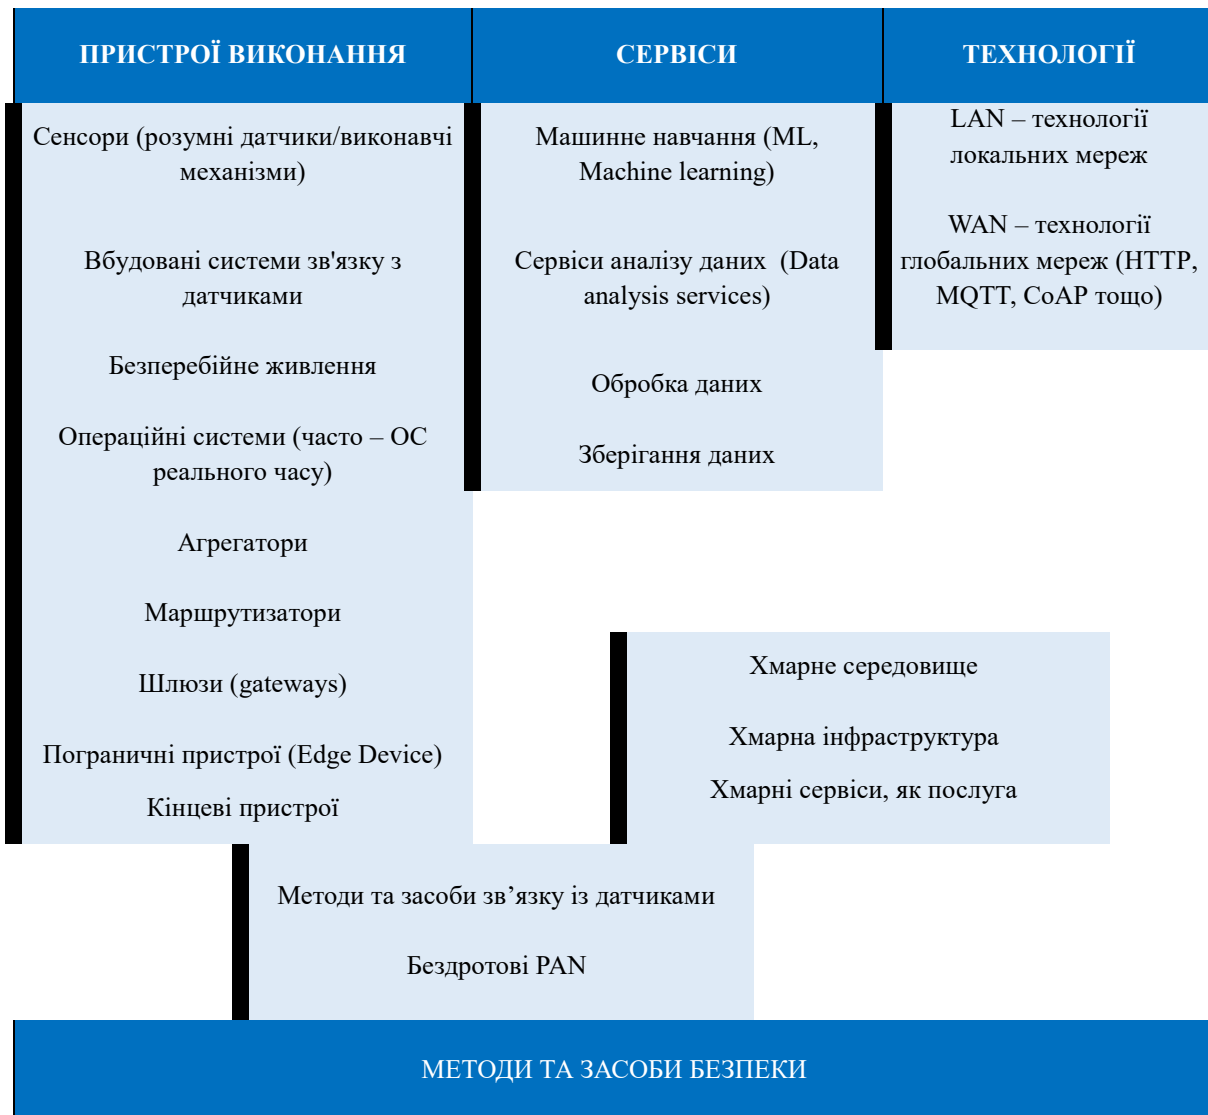 ПРИСТРОЇ ВИКОНАННЯ
СЕРВІСИ
ТЕХНОЛОГІЇ
Сенсори (розумні датчики/виконавчі
механізми)
Вбудовані системи зв'язку з
датчиками
Безперебійне живлення
Операційні системи (часто – ОС
реального часу)
Агрегатори
Маршрутизатори
Шлюзи (gateways)
Пограничні пристрої (Edge Device)
Кінцеві пристрої
Машинне навчання (ML,
Machine learning)
Сервіси аналізу даних (Data
analysis services)
Обробка даних
Зберігання даних
LAN – технології
локальних мереж
WAN – технології
глобальних мереж (HTTP,
MQTT, CoAP тощо)
Хмарне середовище
Хмарна інфраструктура
Хмарні сервіси, як послуга
Методи та засоби зв’язку із датчиками
Бездротові PAN
МЕТОДИ ТА ЗАСОБИ БЕЗПЕКИ